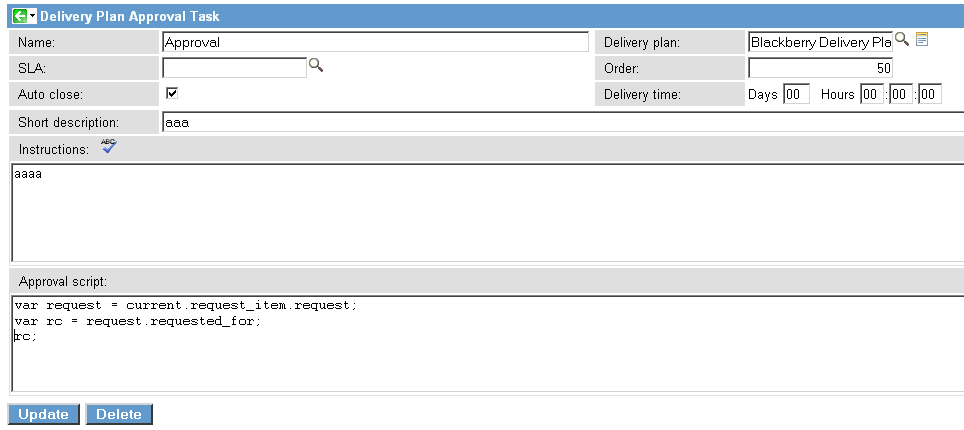 Delivery Plan Approval Task
Name: Approval Delivery plan: Blackberry Delivery Pla
SLA: Order: 50
Auto close: Delivery time: Days 00 Hours 00 : 00 : 00
Short description: aaa
Instructions: ABC
aaaa
Approval script:
var request = current.request_item.request;
var rc = request.requested_for;
rc;
Update Delete